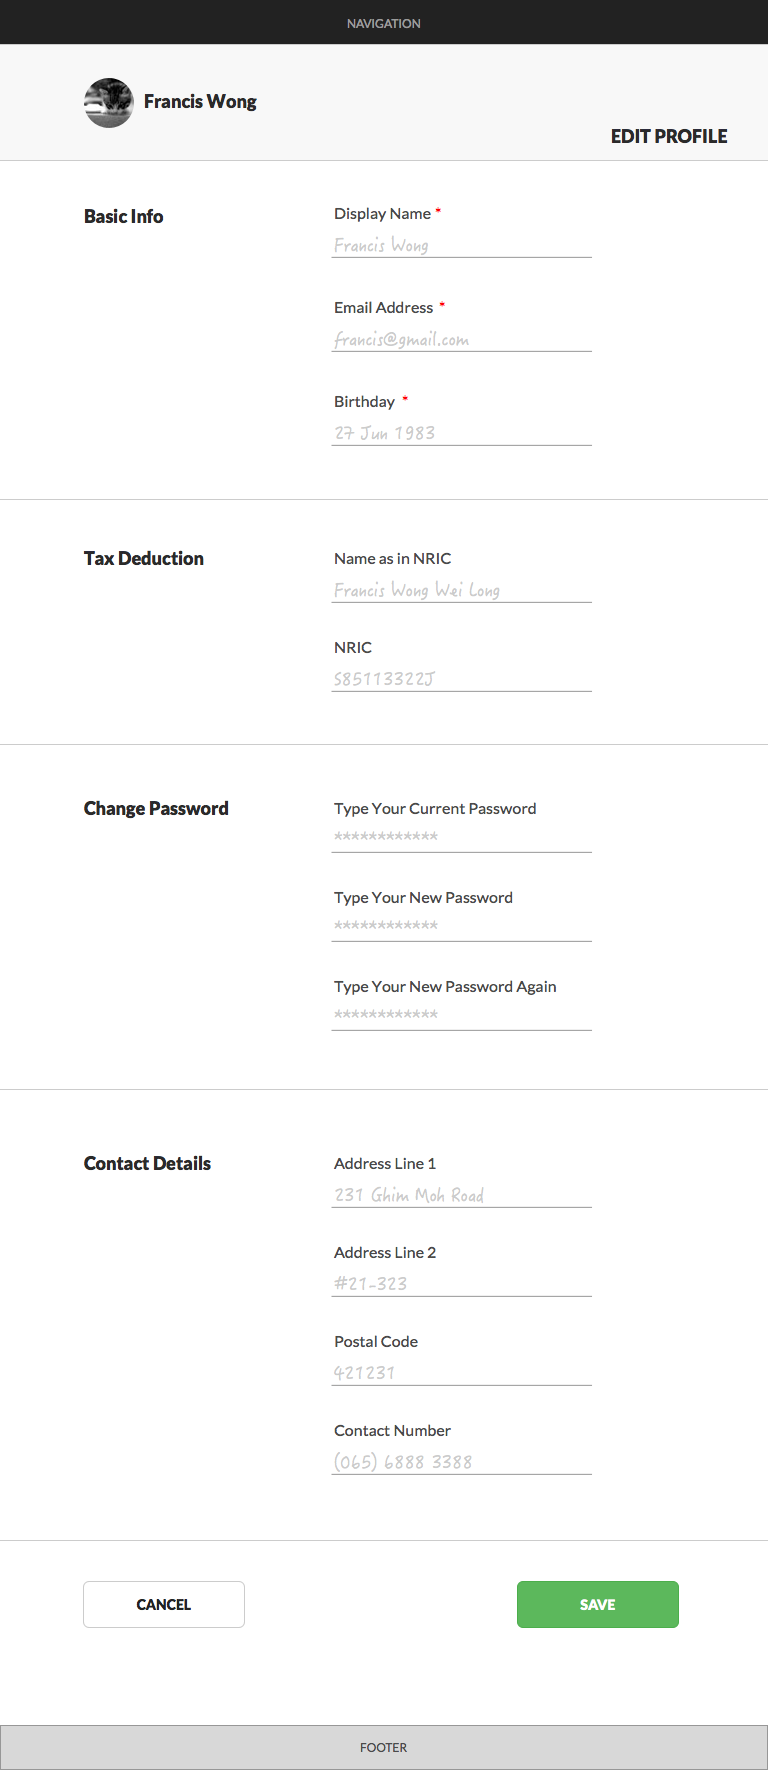 NAVIGATION
Francis Wong
EDIT PROFILE
Basic Info
Display Name *
Francis Wong
Email Address *
francis@gmail.com
Birthday *
27 Jun 1983
Tax Deduction
Name as in NRIC
Francis Wong Wei Long
NRIC
S85113322J
Change Password
Type Your Current Password
************
Type Your New Password
************
Type Your New Password Again
************
Contact Details
Address Line 1
231 Ghim Moh Road
Address Line 2
#21-323
Postal Code
421231
Contact Number
(065) 6888 3388
CANCEL
SAVE
FOOTER